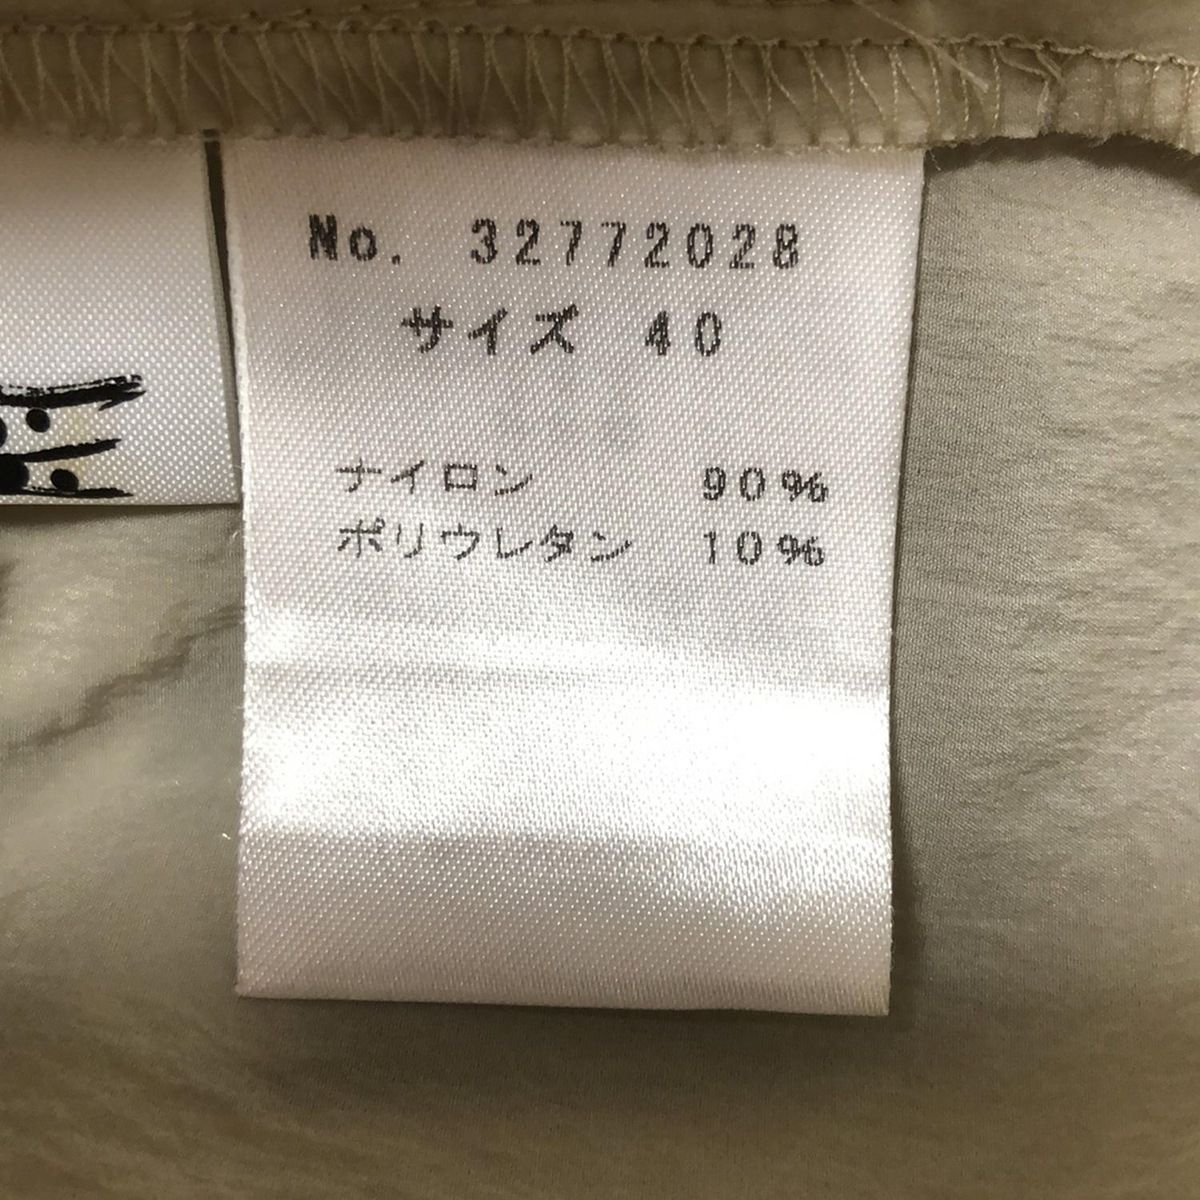 No. 32772028
サイズ 40
ナイロン 90%
ポリウレタン 10%